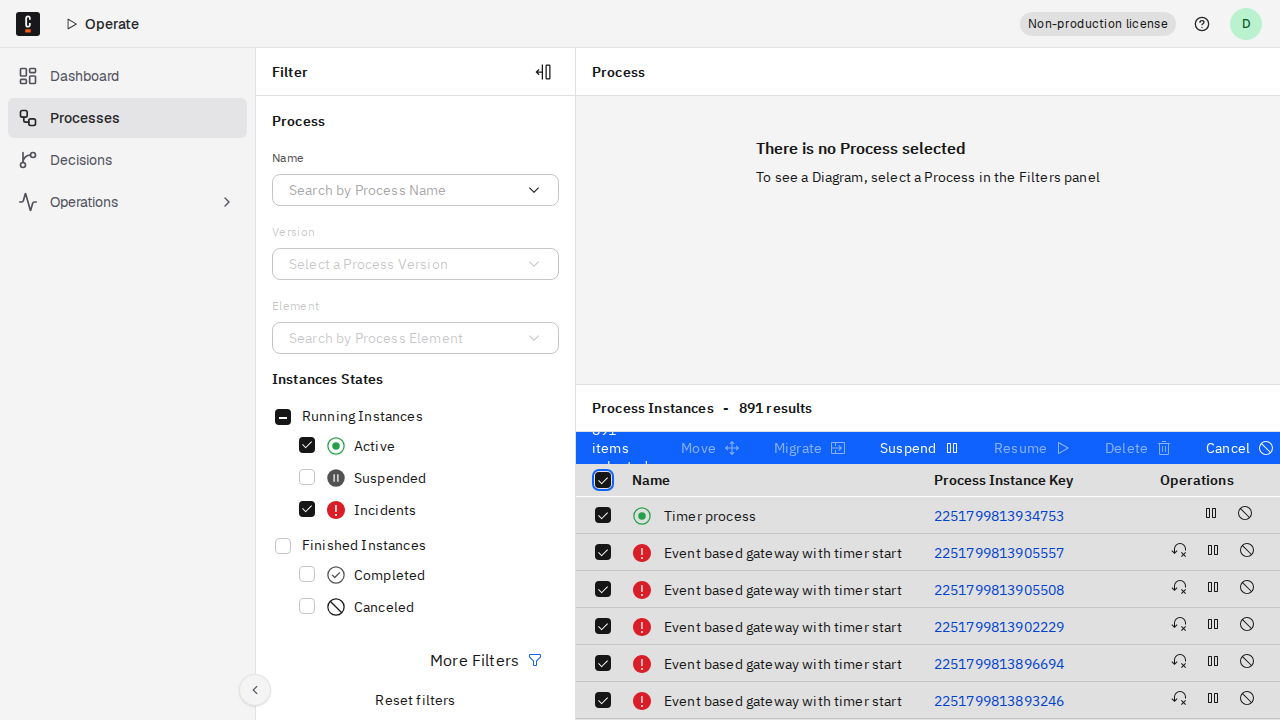 C
Operate
Non-production license
D
Dashboard
Processes
Decisions
Operations
Filter
Process
Name
Search by Process Name
Version
Select a Process Version
Element
Search by Process Element
Instances States
Running Instances
Active
Suspended
Incidents
Finished Instances
Completed
Canceled
More Filters
Reset filters
Process
There is no Process selected
To see a Diagram, select a Process in the Filters panel
Process Instances - 891 results
891
items
selected
Move
Migrate
Suspend
Resume
Delete
Cancel
Name Process Instance Key Operations
Timer process 2251799813934753
Event based gateway with timer start 2251799813905557
Event based gateway with timer start 2251799813905508
Event based gateway with timer start 2251799813902229
Event based gateway with timer start 2251799813896694
Event based gateway with timer start 2251799813893246